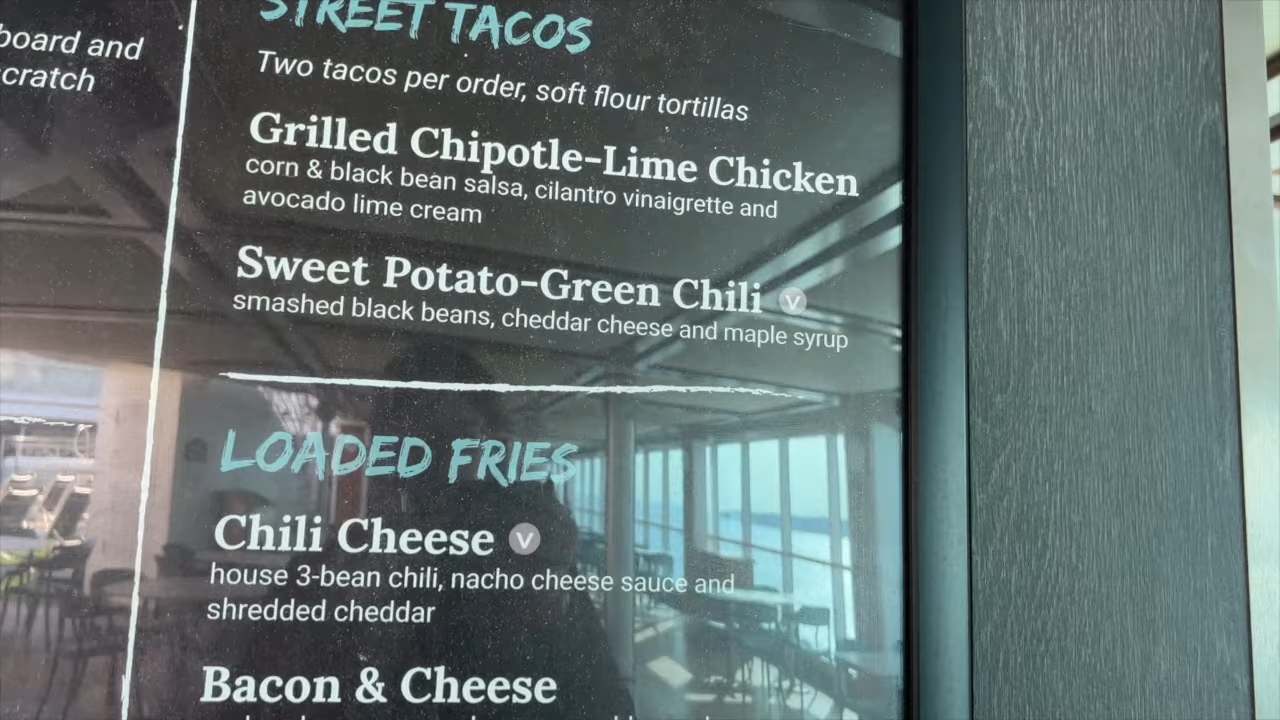 board and
cratch
STREET TACOS
Two tacos per order, soft flour tortillas
Grilled Chipotle-Lime Chicken
corn & black bean salsa, cilantro vinaigrette and
avocado lime cream
Sweet Potato-Green Chili V
smashed black beans, cheddar cheese and maple syrup
LOADED FRIES
Chili Cheese V
house 3-bean chili, nacho cheese sauce and
shredded cheddar
Bacon & Cheese